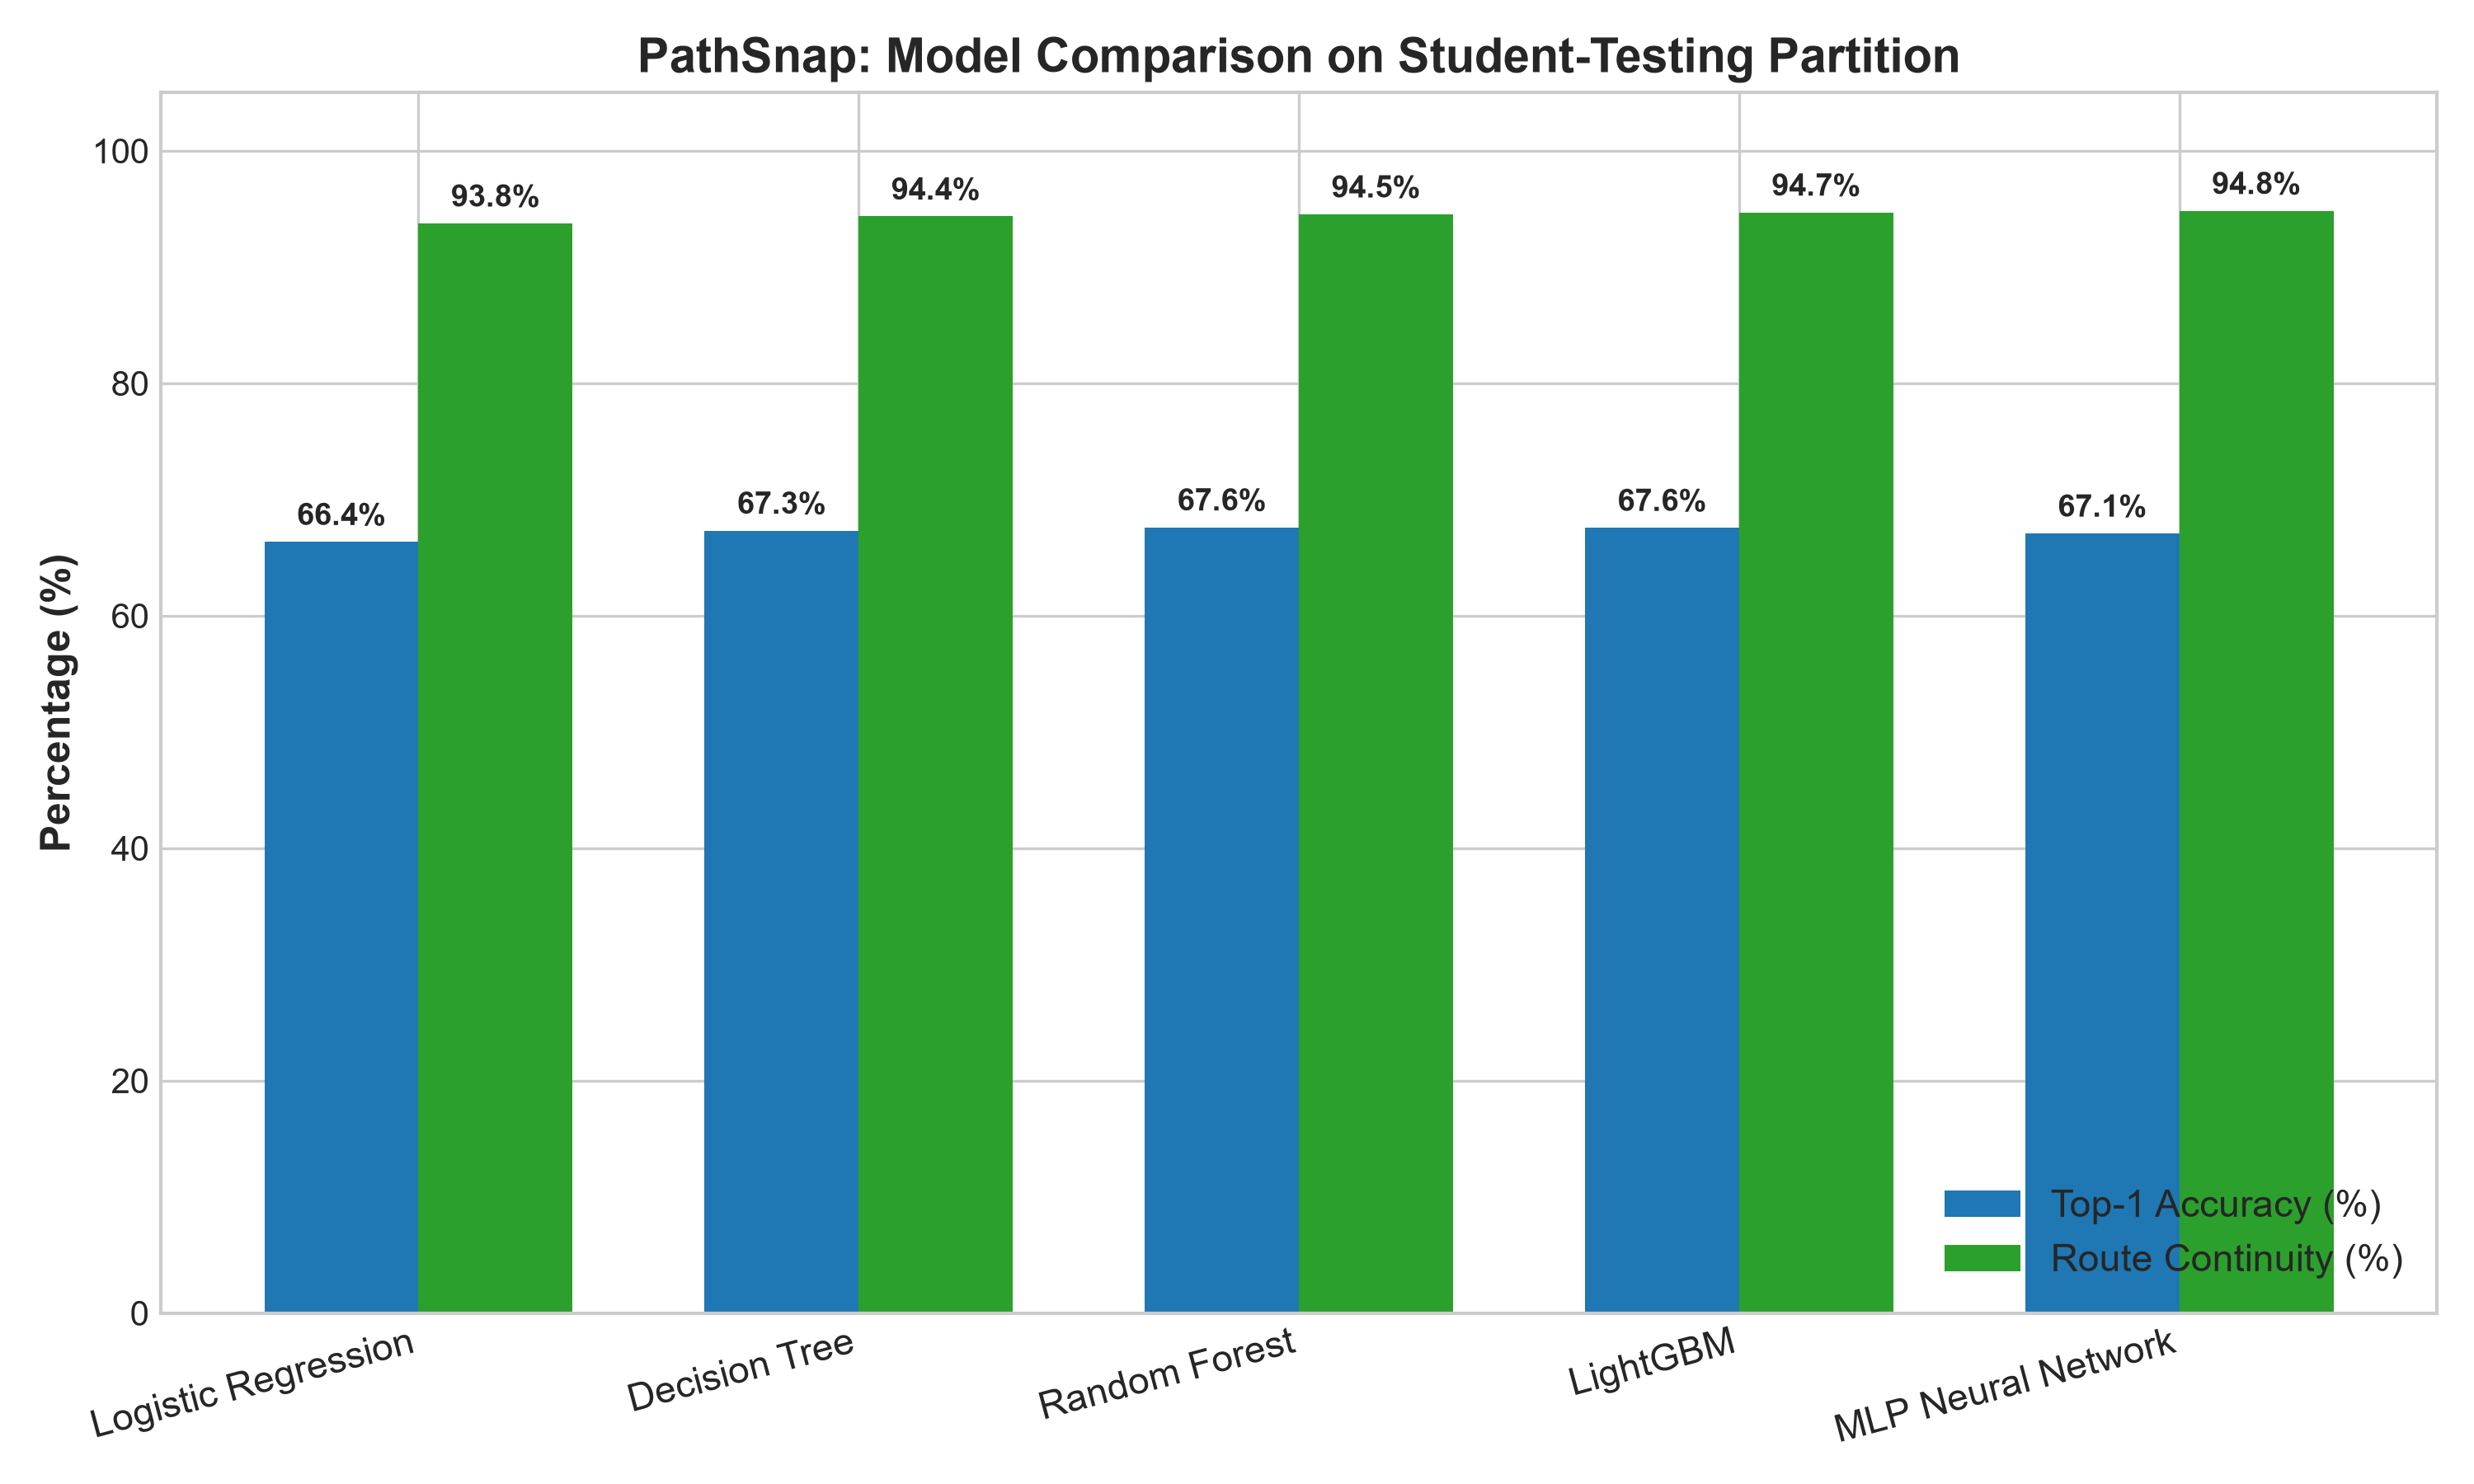 PathSnap: Model Comparison on Student-Testing Partition
Percentage (%)
100
80
60
40
20
0
93.8%
94.4%
94.5%
94.7%
94.8%
66.4%
67.3%
67.6%
67.6%
67.1%
Top-1 Accuracy (%)
Route Continuity (%)
Logistic Regression
Decision Tree
Random Forest
LightGBM
MLP Neural Network